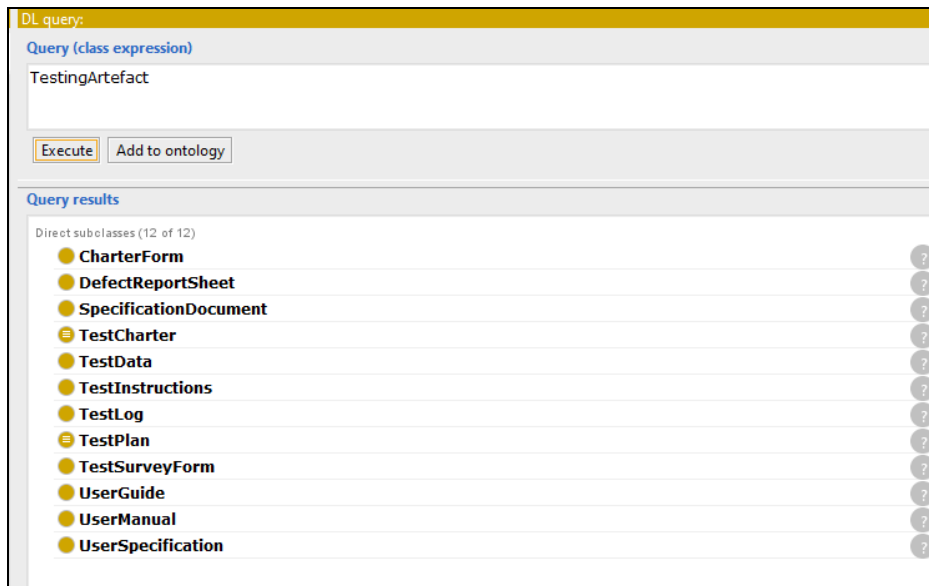 DL query:
Query (class expression)
TestingArtefact
Execute Add to ontology
Query results
Direct subclasses (12 of 12)
CharterForm ?
DefectReportSheet ?
SpecificationDocument ?
TestCharter ?
TestData ?
TestInstructions ?
TestLog ?
TestPlan ?
TestSurveyForm ?
UserGuide ?
UserManual ?
UserSpecification ?